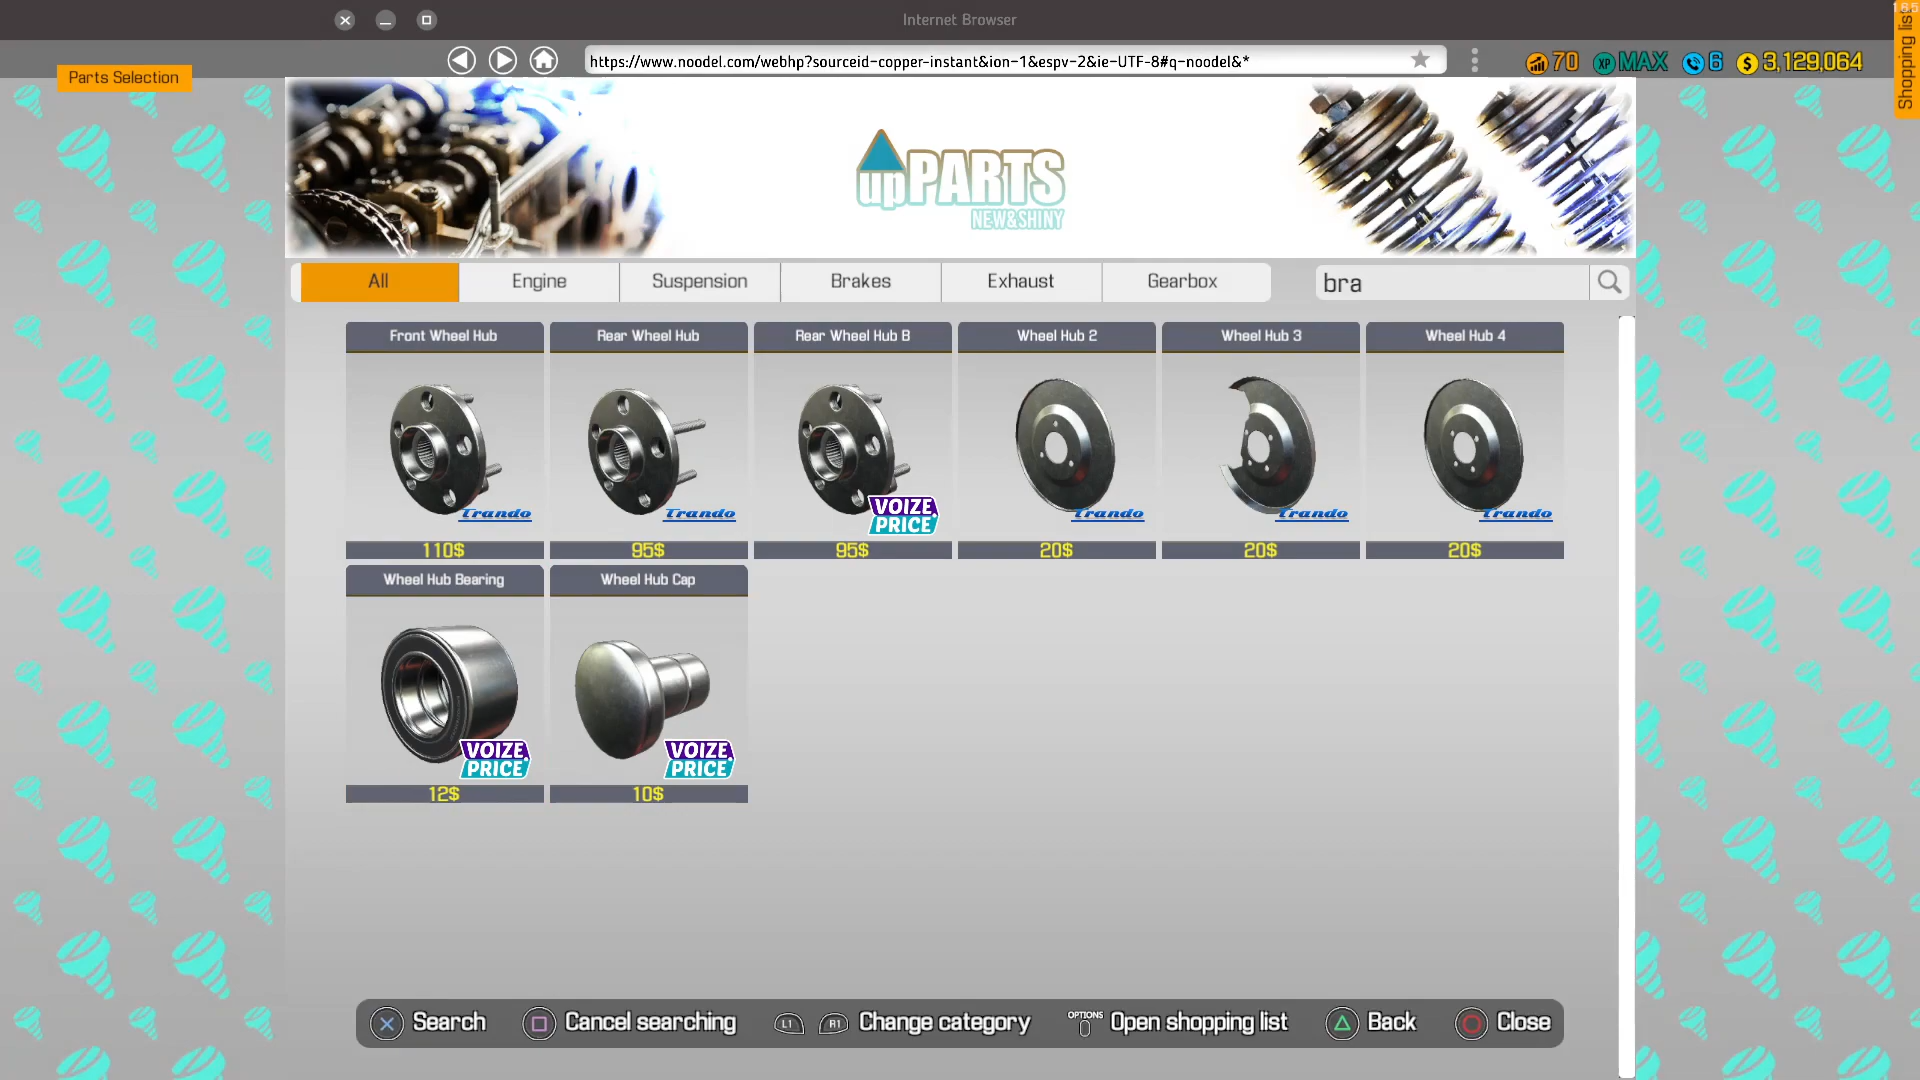 Internet Browser
1.6.5
Shopping list
https://www.noodel.com/webhp?sourceid-copper-instant&ion-1&espv-2&ie-UTF-8#q-noodel&*
70
XP MAX
6
$ 3,129,064
Parts Selection
upPARTS
NEW&SHINY
All
Engine
Suspension
Brakes
Exhaust
Gearbox
bra
Front Wheel Hub
Rear Wheel Hub
Rear Wheel Hub B
Wheel Hub 2
Wheel Hub 3
Wheel Hub 4
Trando
Trando
VOIZE
PRICE
Trando
Trando
Trando
110$
95$
95$
20$
20$
20$
Wheel Hub Bearing
Wheel Hub Cap
VOIZE
PRICE
VOIZE
PRICE
12$
10$
Search
Cancel searching
L1
R1
Change category
OPTIONS
Open shopping list
Back
Close